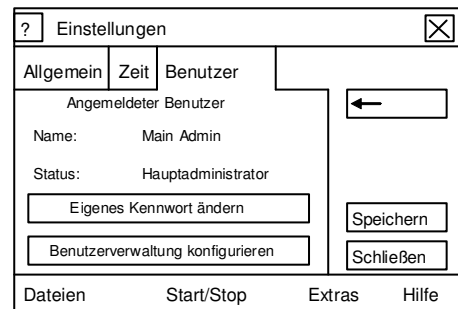 ? Einstellungen
Allgemein Zeit Benutzer
Angemeldeter Benutzer
Name: Main Admin
Status: Hauptadministrator
Eigenes Kennwort ändern
Benutzerverwaltung konfigurieren
Speichern
Schließen
Dateien Start/Stop Extras Hilfe